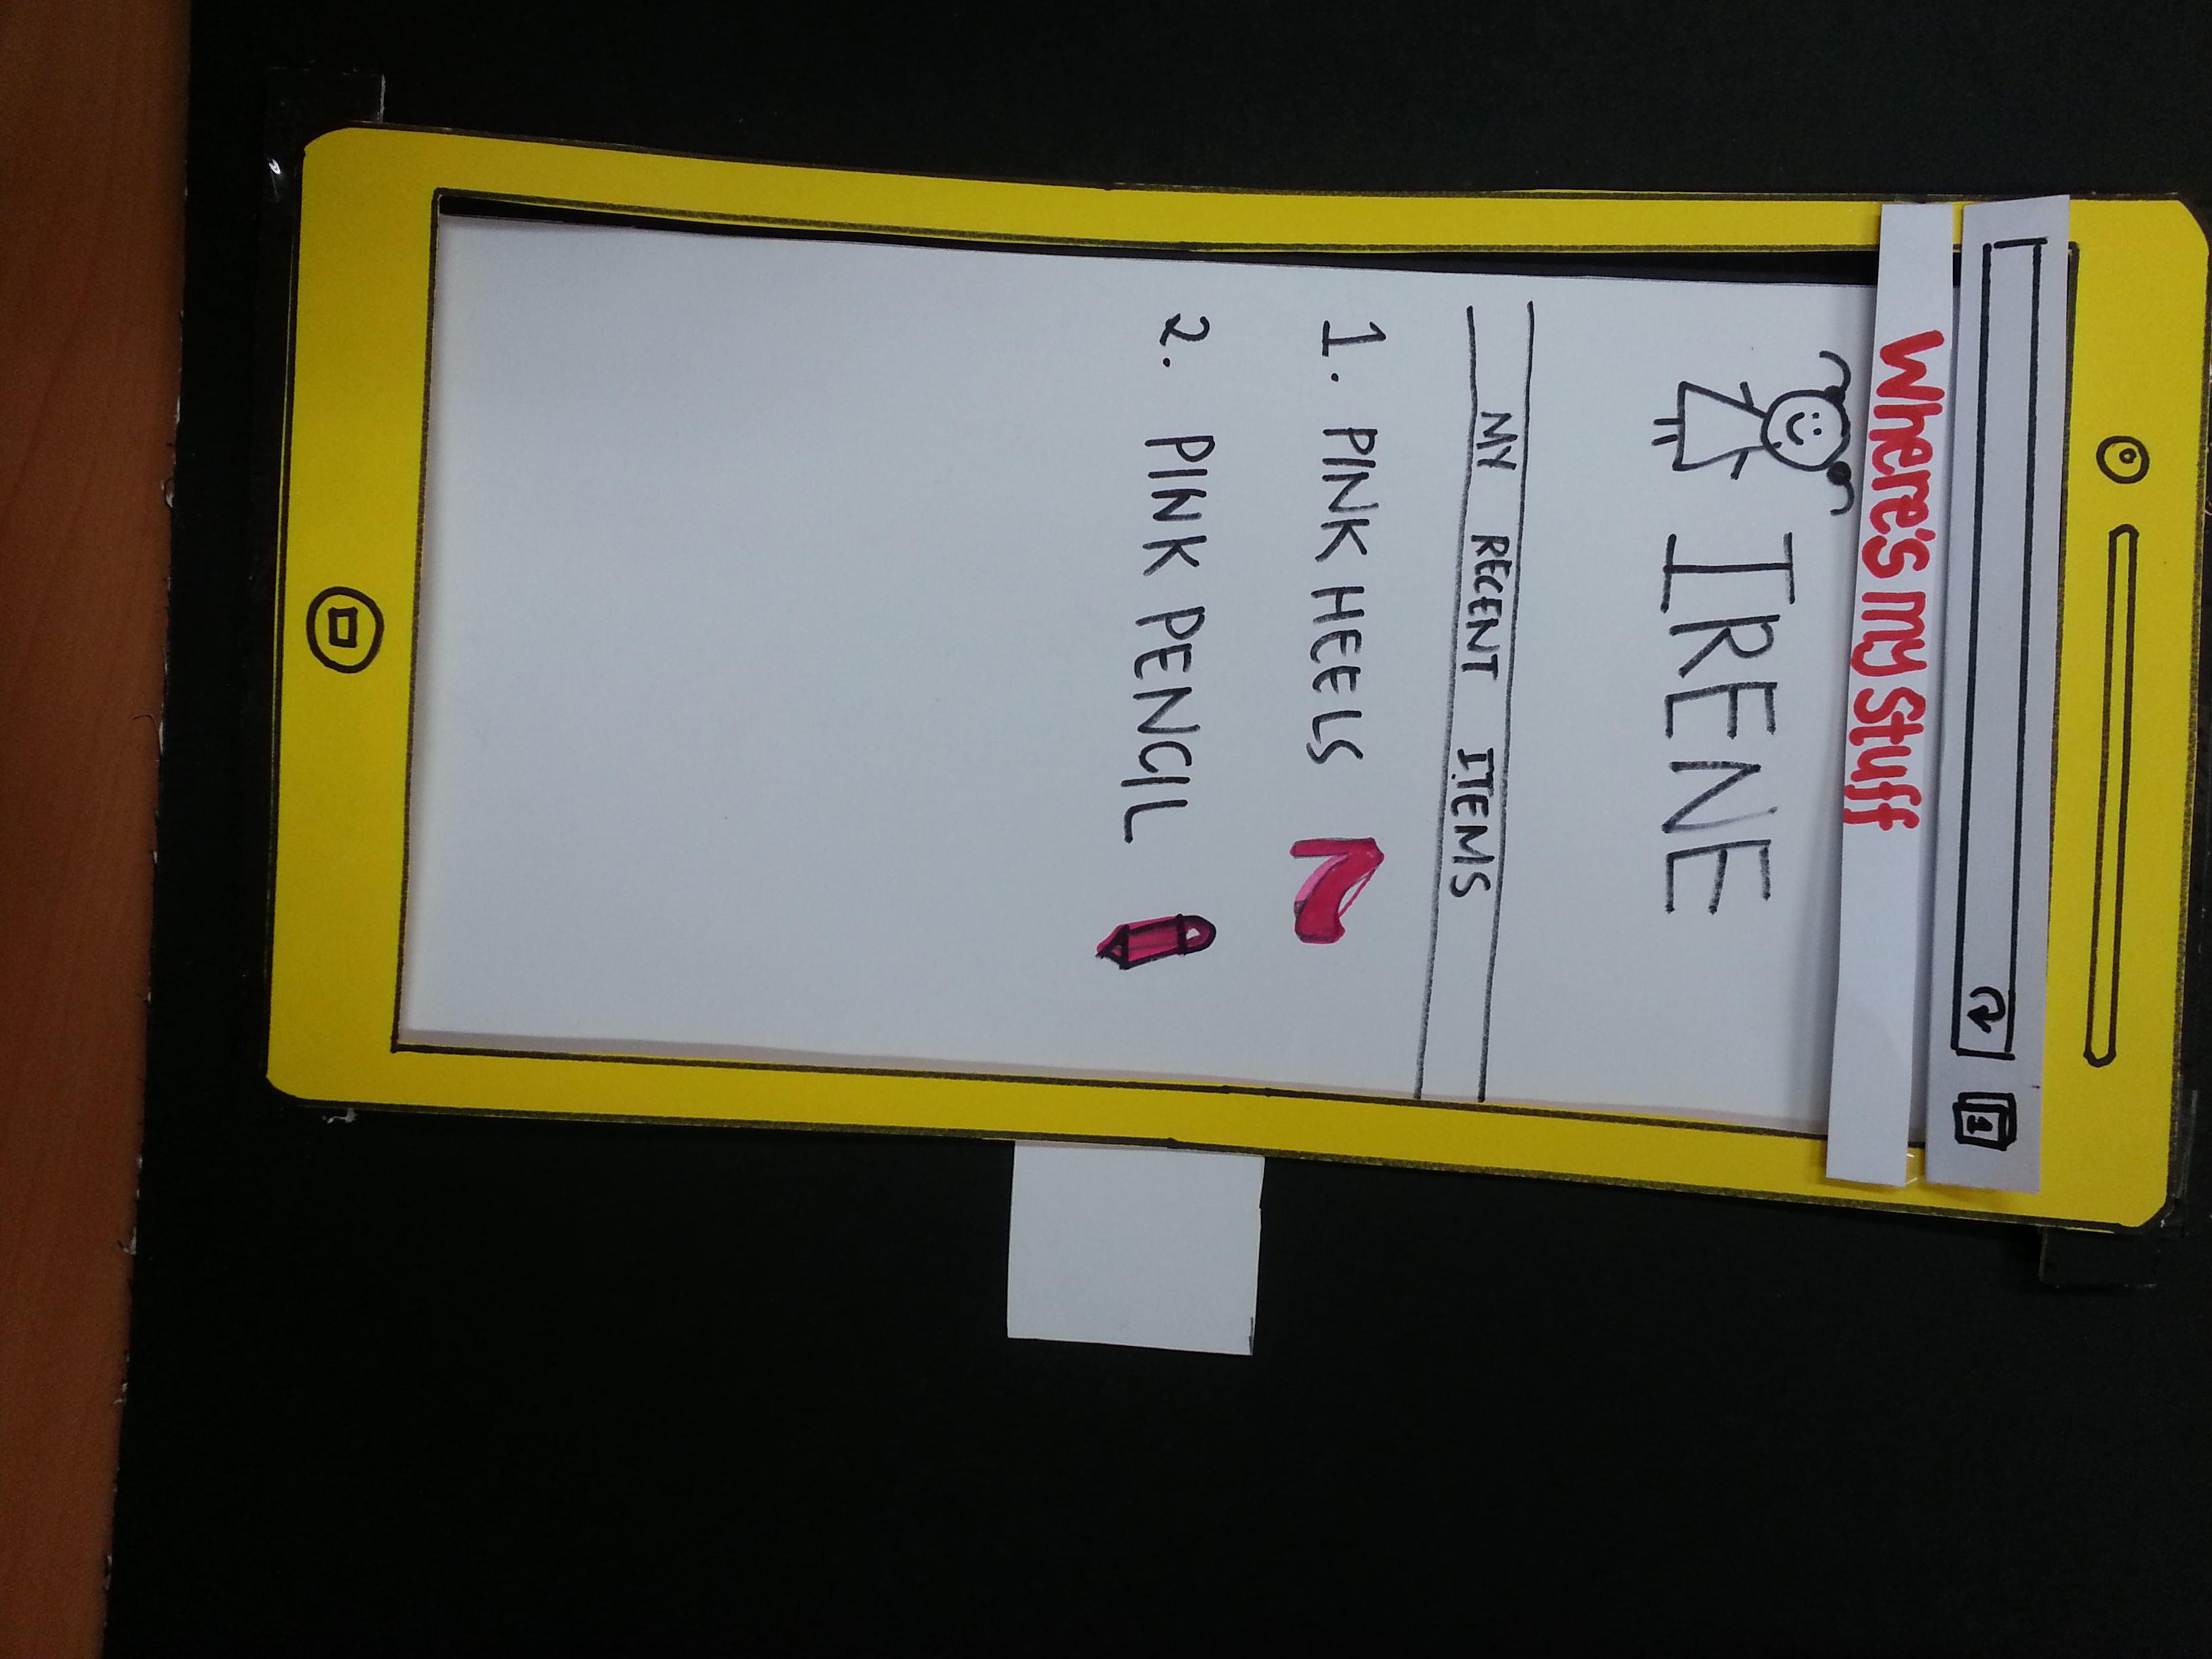 Where's my stuff
IRENE
MY RECENT ITEMS
1. PINK HEELS
2. PINK PENCIL